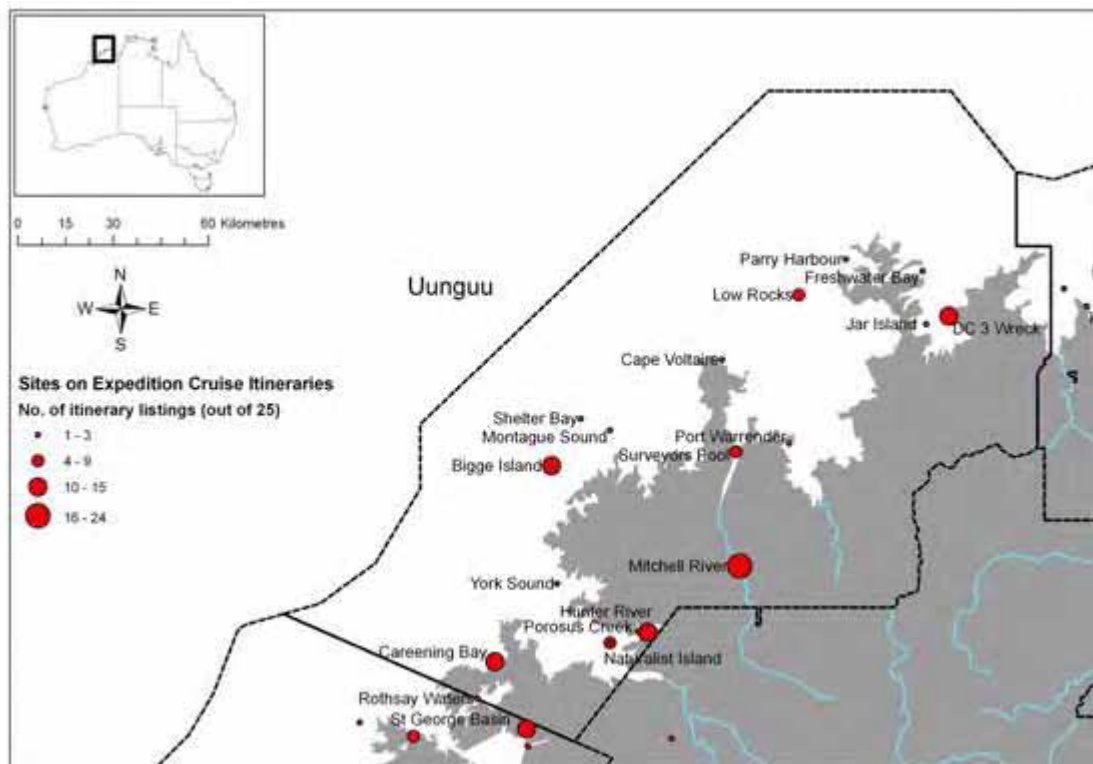 0 15 30 60 Kilometres
N
W E
S
Uunguu
Sites on Expedition Cruise Itineraries
No. of itinerary listings (out of 25)
1 - 3
4 - 9
10 - 15
16 - 24
Parry Harbour
Freshwater Bay
Low Rocks
Jar Island
DC 3 Wreck
Cape Voltaire
Shelter Bay
Montague Sound
Port Warrender
Surveyors Pool
Bigge Island
Mitchell River
York Sound
Hunter River
Porosus Creek
Naturalist Island
Careening Bay
Rothsay Waters
St George Basin